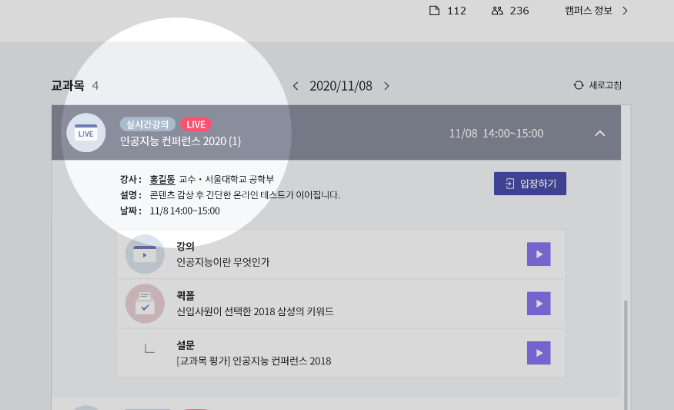 112 236 캠퍼스 정보
교과목 4 2020/11/08 새로고침
실시간강의 LIVE
LIVE
인공지능 컨퍼런스 2020 (1) 11/08 14:00~15:00
강사 : 홍길동 교수・서울대학교 공학부
입장하기
설명 : 콘텐츠 감상 후 간단한 온라인 테스트가 이어집니다.
날짜 : 11/8 14:00~15:00
강의
인공지능이란 무엇인가
퀵폴
신입사원이 선택한 2018 삼성의 키워드
설문
[교과목 평가] 인공지능 컨퍼런스 2018